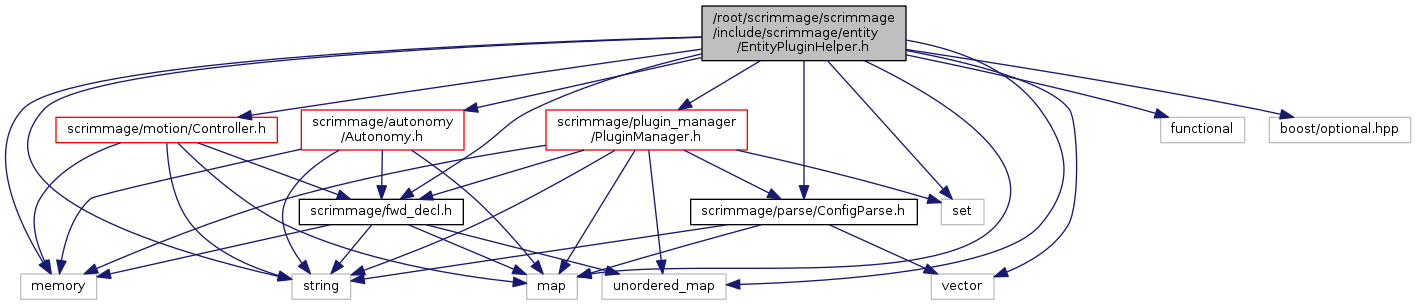 /root/scrimmage/scrimmage
/include/scrimmage/entity
/EntityPluginHelper.h
scrimmage/motion/Controller.h
scrimmage/autonomy
/Autonomy.h
scrimmage/plugin_manager
/PluginManager.h
functional
boost/optional.hpp
scrimmage/fwd_decl.h
scrimmage/parse/ConfigParse.h
set
memory
string
map
unordered_map
vector